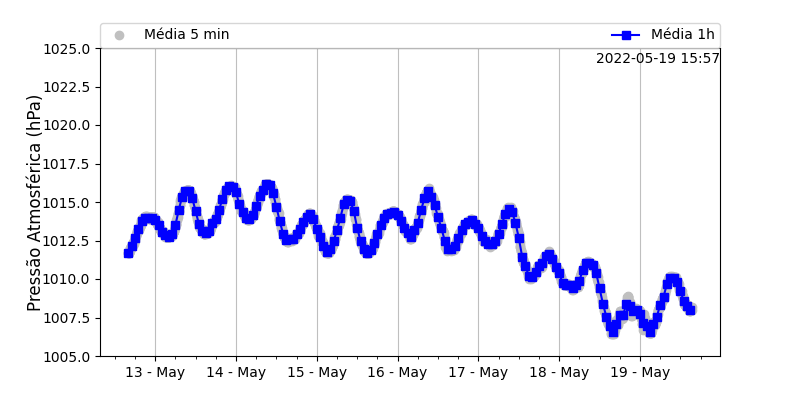 Média 5 min
Média 1h
2022-05-19 15:57
Pressão Atmosférica (hPa)
1025.0
1022.5
1020.0
1017.5
1015.0
1012.5
1010.0
1007.5
1005.0
13 - May
14 - May
15 - May
16 - May
17 - May
18 - May
19 - May